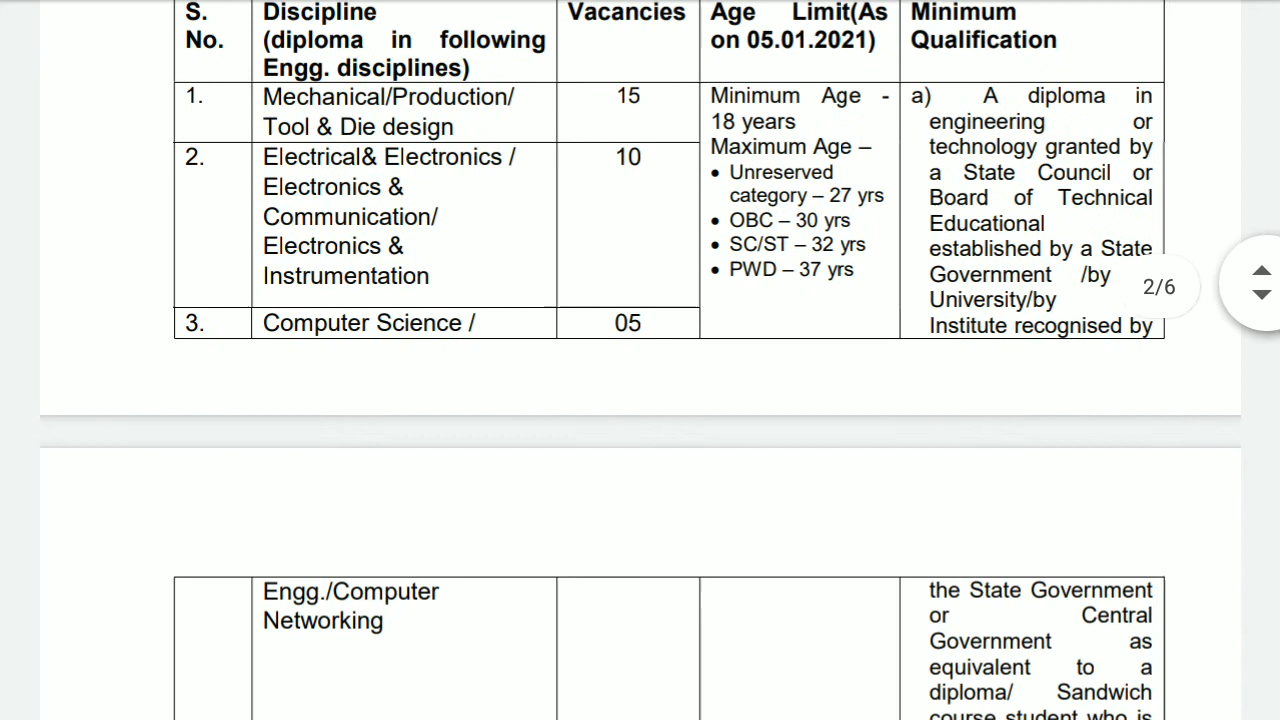 S. No.
Discipline (diploma in following Engg. disciplines)
Vacancies
Age Limit(As on 05.01.2021)
Minimum Qualification
1.
Mechanical/Production/
Tool & Die design
15
Minimum Age -
18 years
Maximum Age –
• Unreserved
category – 27 yrs
• OBC – 30 yrs
• SC/ST – 32 yrs
• PWD – 37 yrs
a) A diploma in
engineering or
technology granted by
a State Council or
Board of Technical
Educational
established by a State
Government /by
University/by
Institute recognised by
2.
Electrical& Electronics /
Electronics &
Communication/
Electronics &
Instrumentation
10
3.
Computer Science /
05
2/6
Engg./Computer
Networking
the State Government
or Central
Government as
equivalent to a
diploma/ Sandwich
course student who is